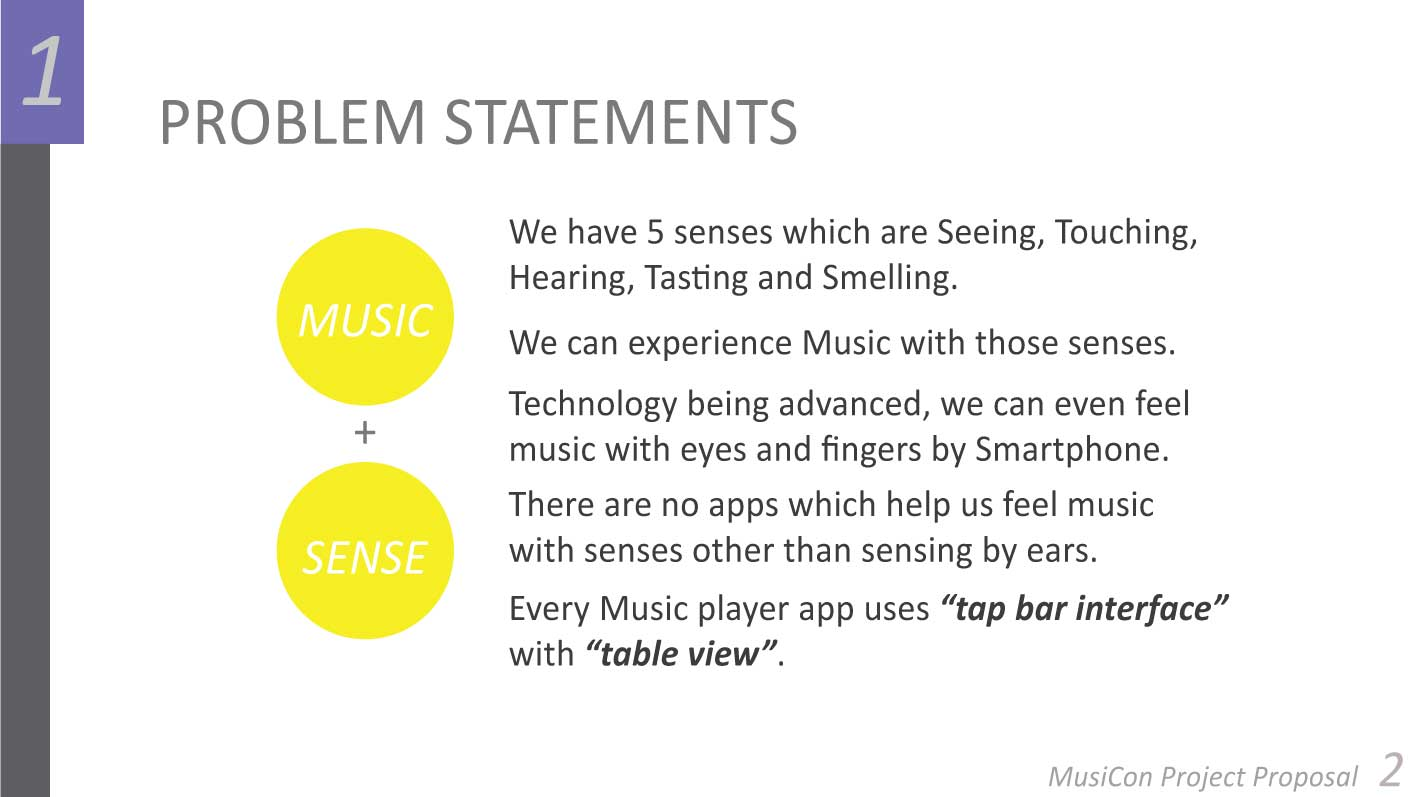 1
PROBLEM STATEMENTS
MUSIC
+
SENSE
We have 5 senses which are Seeing, Touching,
Hearing, Tasting and Smelling.
We can experience Music with those senses.
Technology being advanced, we can even feel
music with eyes and fingers by Smartphone.
There are no apps which help us feel music
with senses other than sensing by ears.
Every Music player app uses “tap bar interface”
with “table view”.
MusiCon Project Proposal 2